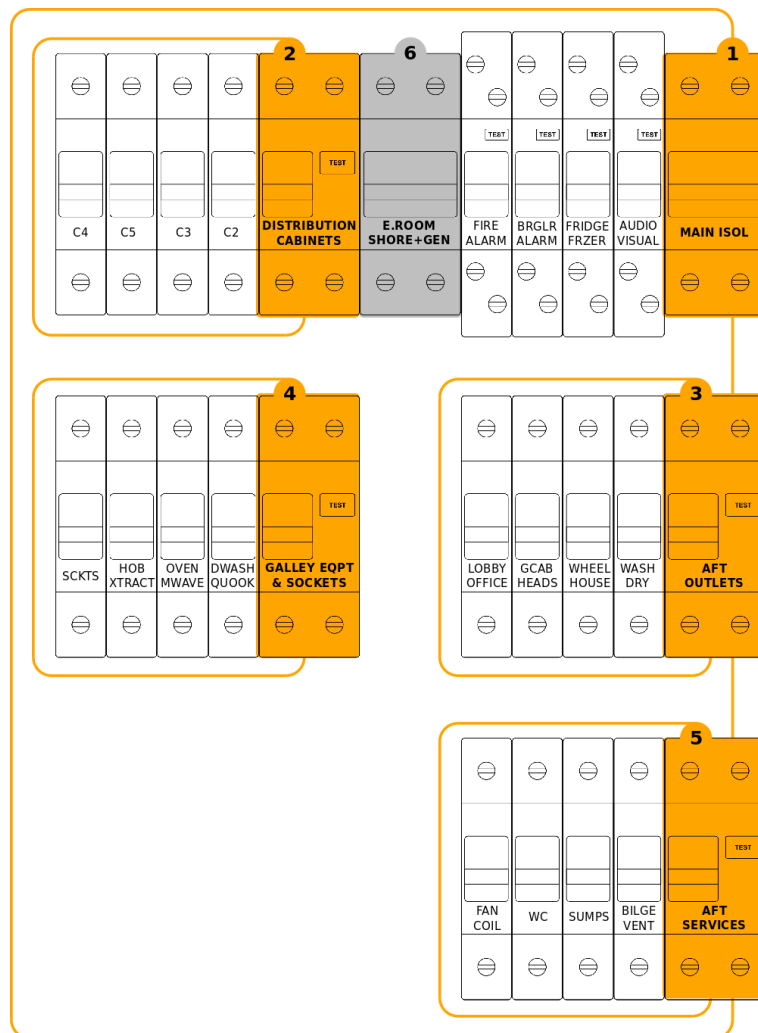 2
6
1
TEST
TEST
TEST
TEST
TEST
C4
C5
C3
C2
DISTRIBUTION
CABINETS
E.ROOM
SHORE+GEN
FIRE
ALARM
BRGLR
ALARM
FRIDGE
FRZER
AUDIO
VISUAL
MAIN ISOL
4
3
TEST
TEST
SCKTS
HOB
XTRACT
OVEN
MWAVE
DWASH
QUOOK
GALLEY EQPT
& SOCKETS
LOBBY
OFFICE
GCAB
HEADS
WHEEL
HOUSE
WASH
DRY
AFT
OUTLETS
5
TEST
FAN
COIL
WC
SUMPS
BILGE
VENT
AFT
SERVICES